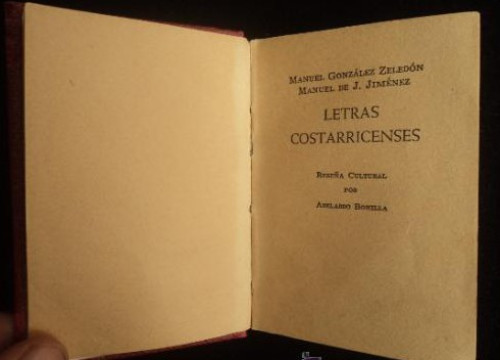 MANUEL GONZÁLEZ ZELEDÓN
MANUEL DE J. JIMÉNEZ
LETRAS
COSTARRICENSES
RESEÑA CULTURAL
POR
ABELARDO BONILLA